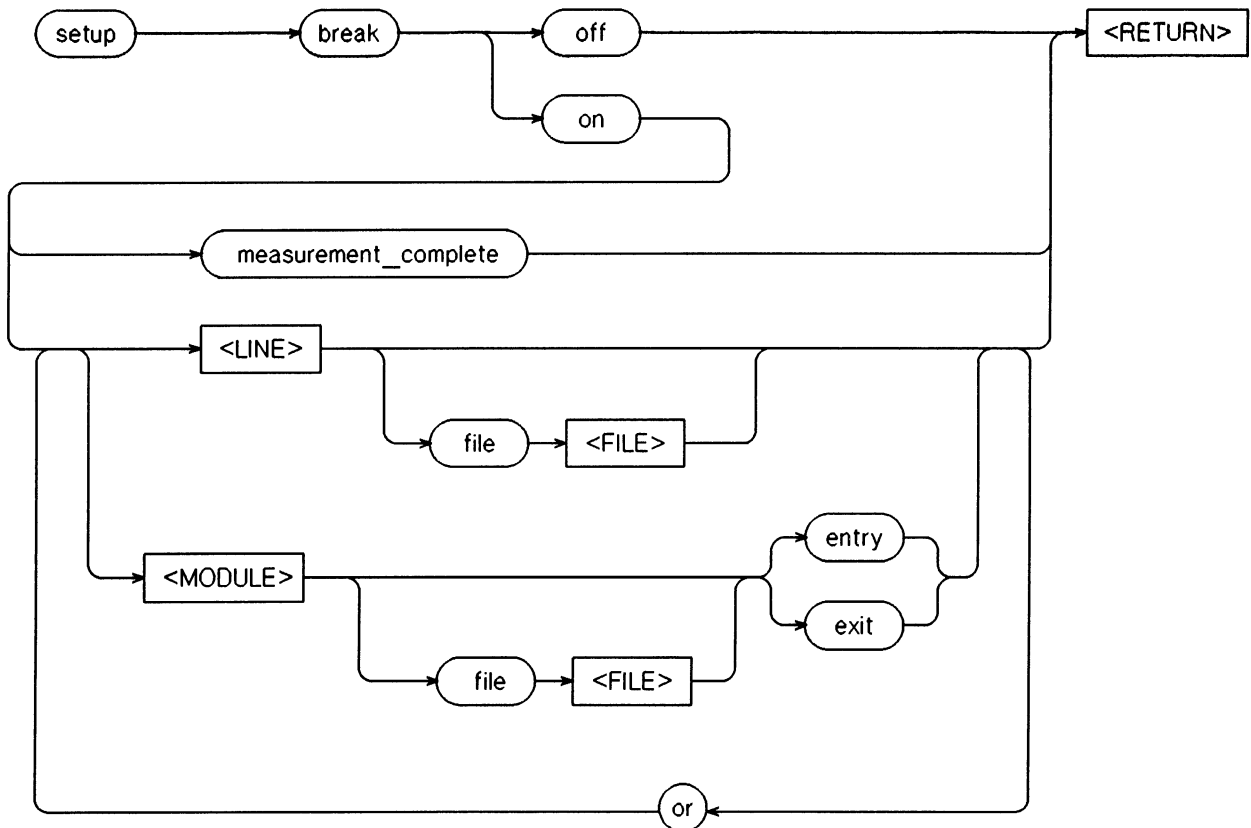 setup break off <RETURN>
on
measurement_complete
<LINE>
file <FILE>
entry
<MODULE>
exit
file <FILE>
or